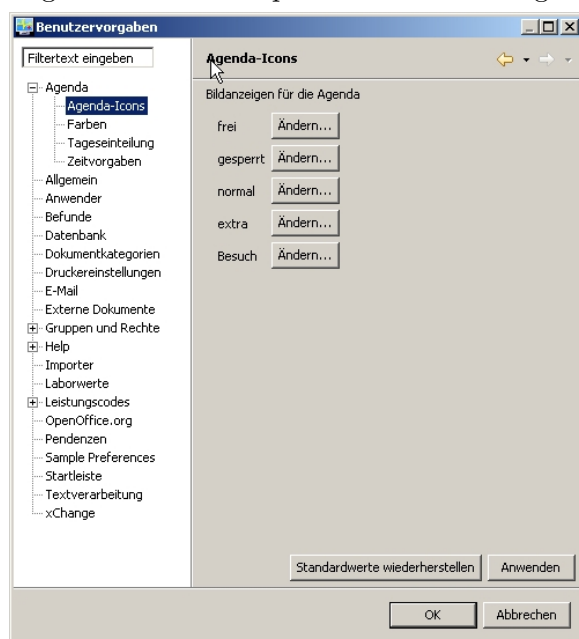 Benutzervorgaben
Filtertext eingeben
Agenda
Agenda-Icons
Farben
Tageseinteilung
Zeitvorgaben
Allgemein
Anwender
Befunde
Datenbank
Dokumentkategorien
Druckereinstellungen
E-Mail
Externe Dokumente
Gruppen und Rechte
Help
Importer
Laborwerte
Leistungscodes
OpenOffice.org
Pendenzen
Sample Preferences
Startleiste
Textverarbeitung
xChange
Agenda-Icons
Bildanzeigen für die Agenda
frei Ändern...
gesperrt Ändern...
normal Ändern...
extra Ändern...
Besuch Ändern...
Standardwerte wiederherstellen Anwenden
OK Abbrechen